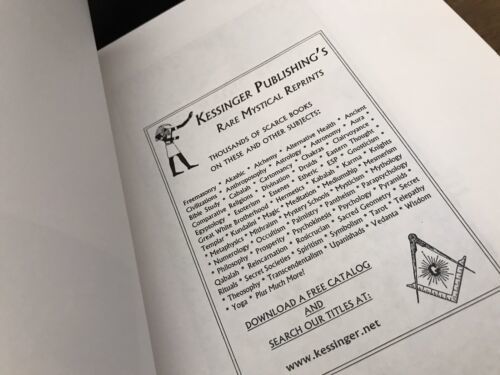 KESSINGER PUBLISHING'S
RARE MYSTICAL REPRINTS
THOUSANDS OF SCARCE BOOKS
ON THESE AND OTHER SUBJECTS:
Freemasonry * Akashic * Alchemy * Alternative Health * Ancient
Civilizations * Anthroposophy * Astrology * Astronomy * Aura *
Bible Study * Cabalah * Cartomancy * Chakras * Clairvoyance *
Comparative Religions * Divination * Druids * Eastern Thought *
Egyptology * Esoterism * Essenes * Etheric * ESP * Gnosticism *
Great White Brotherhood * Hermetics * Kabalah * Karma * Knights
Templar * Kundalini * Magic * Meditation * Mediumship * Mesmerism
* Metaphysics * Mithraism * Mystery Schools * Mysticism * Mythology
* Numerology * Occultism * Palmistry * Pantheism * Parapsychology
* Philosophy * Prosperity * Psychokinesis * Psychology * Pyramids *
Qabalah * Reincarnation * Rosicrucian * Sacred Geometry * Secret
Rituals * Secret Societies * Spiritism * Symbolism * Tarot * Telepathy
* Theosophy * Transcendentalism * Upanishads * Vedanta * Wisdom
* Yoga * Plus Much More!
DOWNLOAD A FREE CATALOG
AND
SEARCH OUR TITLES AT:
www.kessinger.net